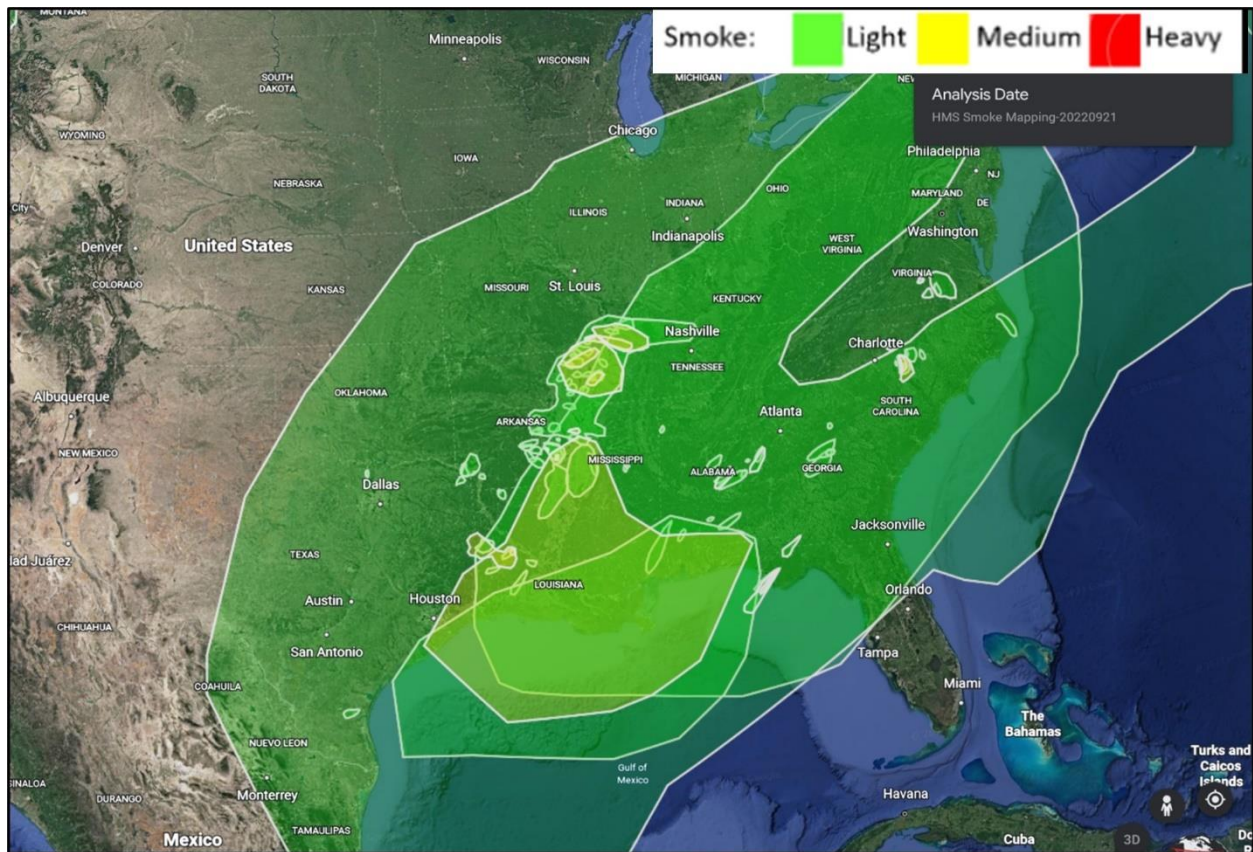 MONTANA
Minneapolis
Smoke: Light Medium Heavy
WISCONSIN
SOUTH
DAKOTA
MICHIGAN
NEW
Analysis Date
HMS Smoke Mapping-20220921
WYOMING
Chicago
IOWA
Philadelphia
NJ
NEBRASKA
OHIO
MARYLAND
DE
City
ILLINOIS
INDIANA
Indianapolis
Washington
Denver
United States
WEST
VIRGINIA
COLORADO
KANSAS
MISSOURI
St. Louis
VIRGINIA
KENTUCKY
Nashville
Charlotte
TENNESSEE
Albuquerque
OKLAHOMA
SOUTH
CAROLINA
ARKANSAS
Atlanta
NEW MEXICO
MISSISSIPPI
ALABAMA
GEORGIA
Dallas
Jacksonville
TEXAS
lad Juárez
LOUISIANA
Orlando
Austin
Houston
CHIHUAHUA
San Antonio
Tampa
COAHUILA
Miami
The
Bahamas
NUEVO LEON
Turks and
Caicos
Islands
Gulf of
Mexico
SINALOA
DURANGO
Monterrey
Havana
TAMAULIPAS
Mexico
Cuba
3D